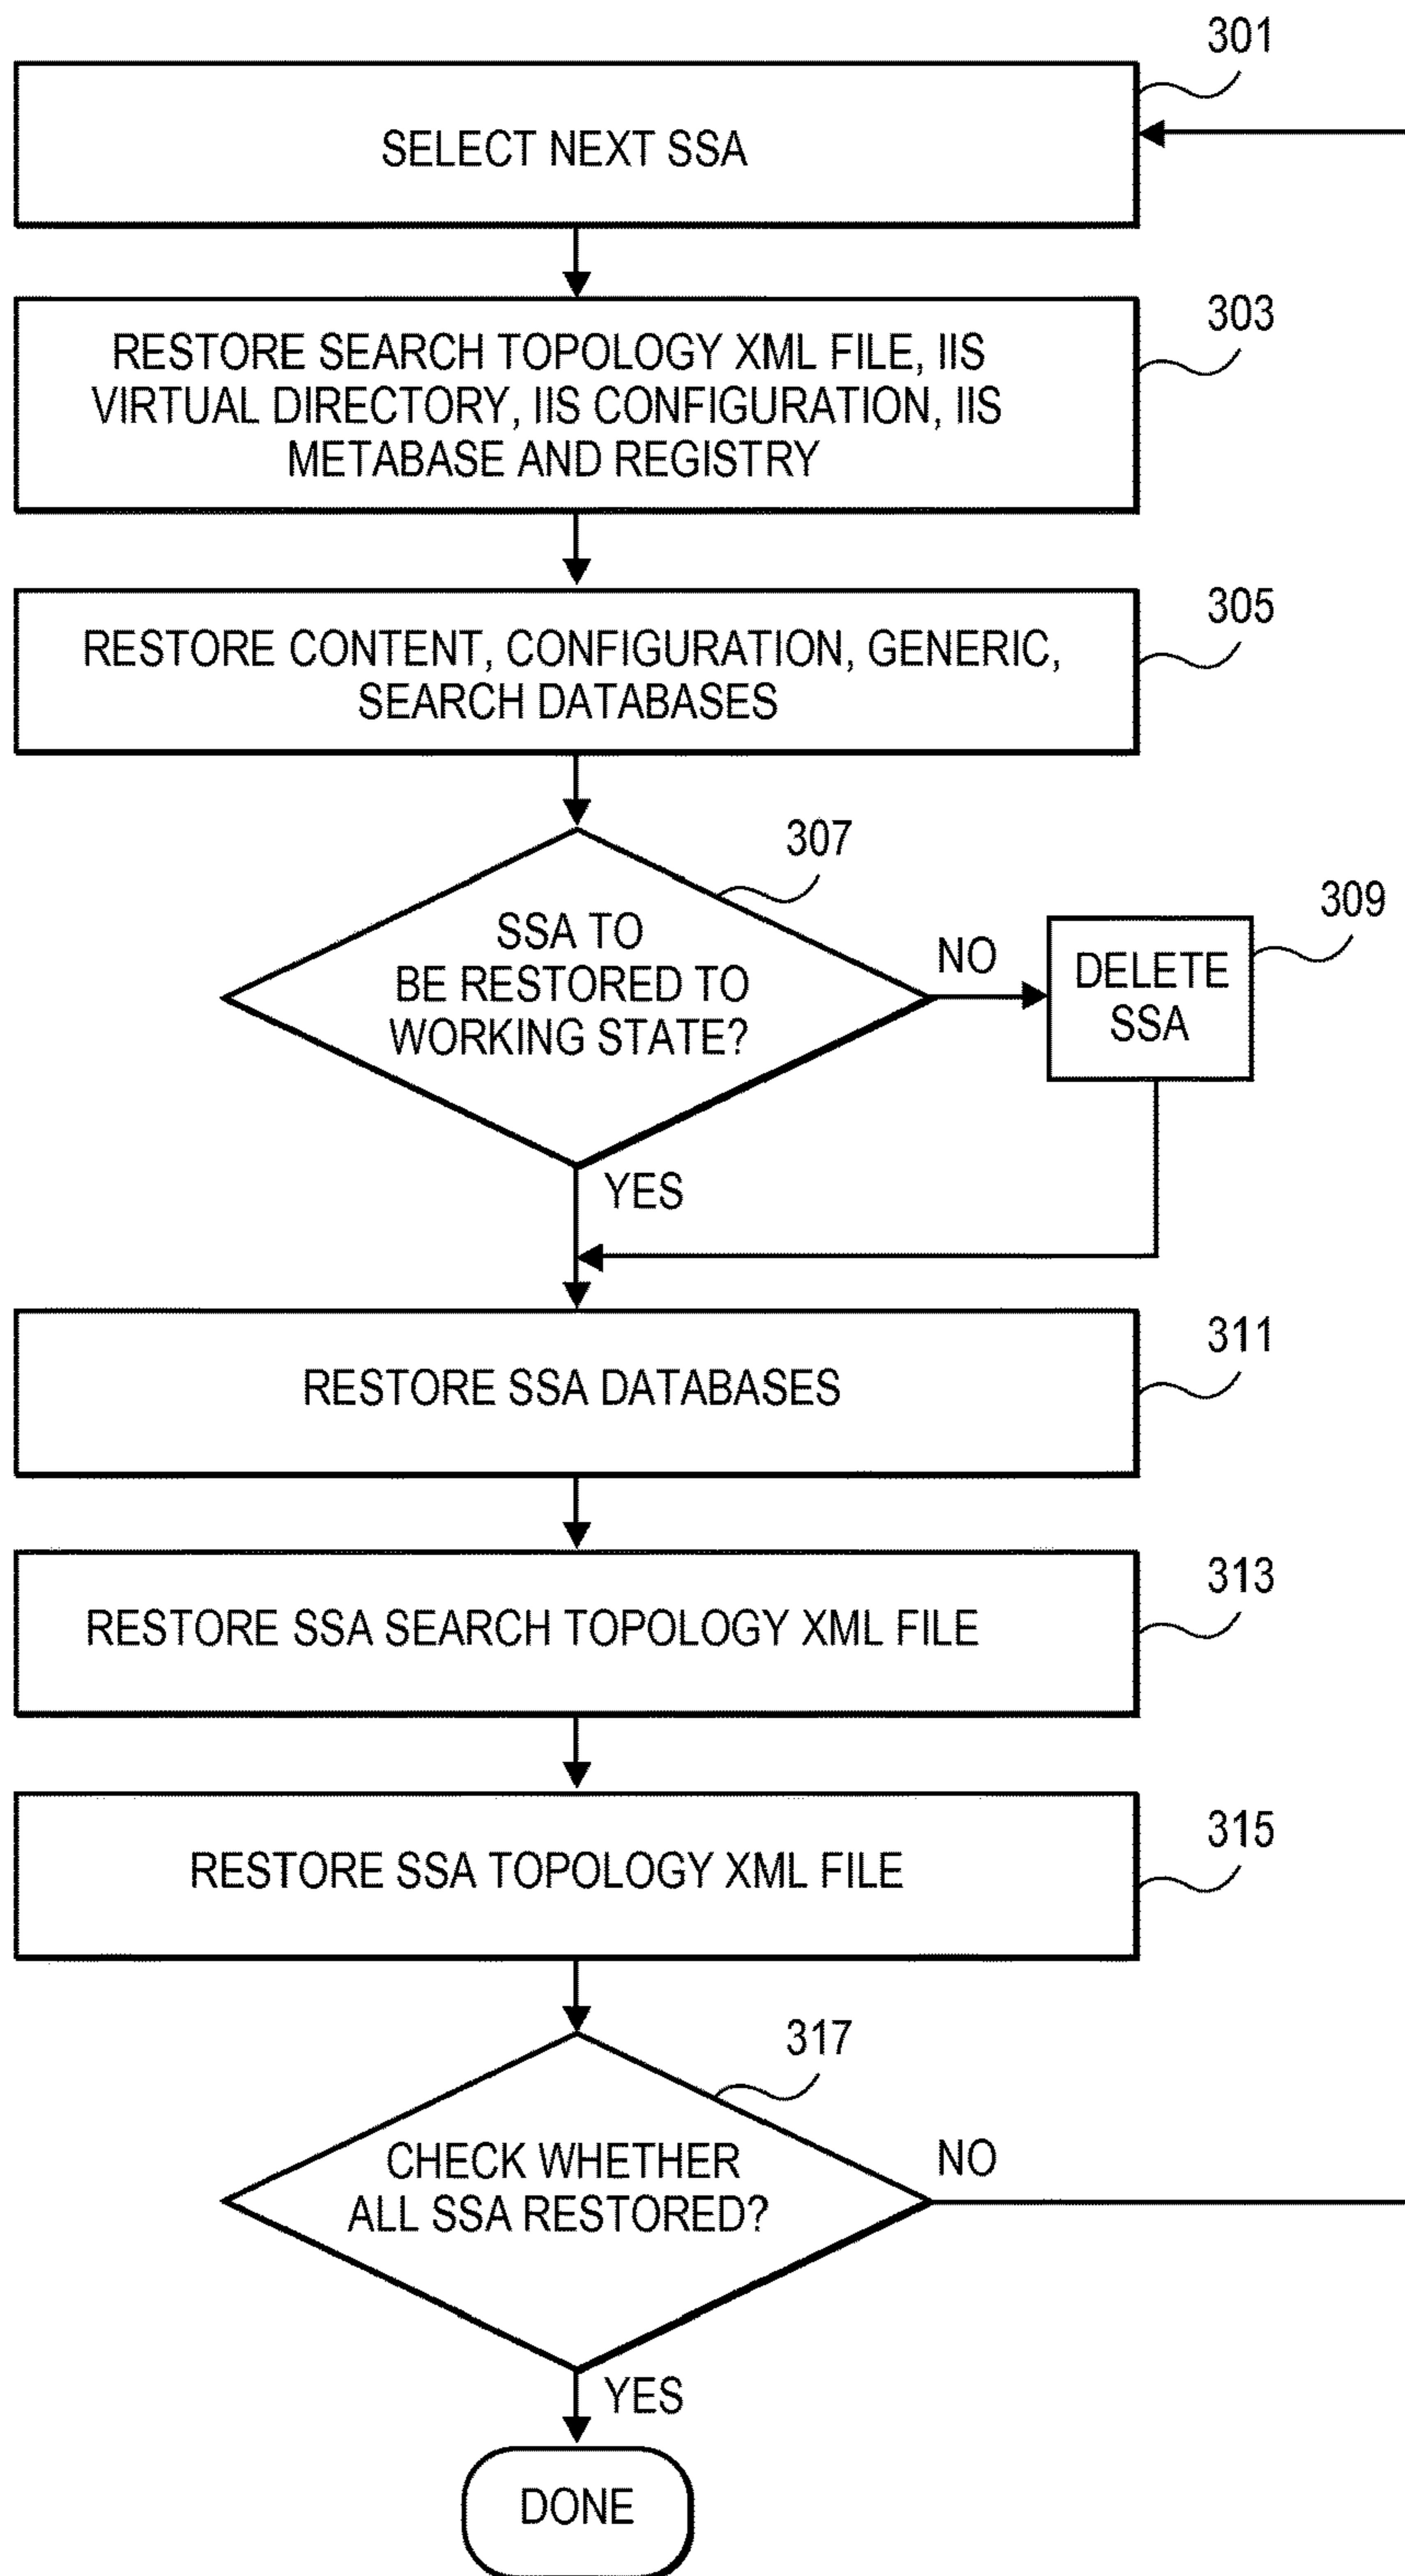 301
SELECT NEXT SSA
303
RESTORE SEARCH TOPOLOGY XML FILE, IIS
VIRTUAL DIRECTORY, IIS CONFIGURATION, IIS
METABASE AND REGISTRY
305
RESTORE CONTENT, CONFIGURATION, GENERIC,
SEARCH DATABASES
307
SSA TO
BE RESTORED TO
WORKING STATE?
NO
309
DELETE
SSA
YES
311
RESTORE SSA DATABASES
313
RESTORE SSA SEARCH TOPOLOGY XML FILE
315
RESTORE SSA TOPOLOGY XML FILE
317
CHECK WHETHER
ALL SSA RESTORED?
NO
YES
DONE